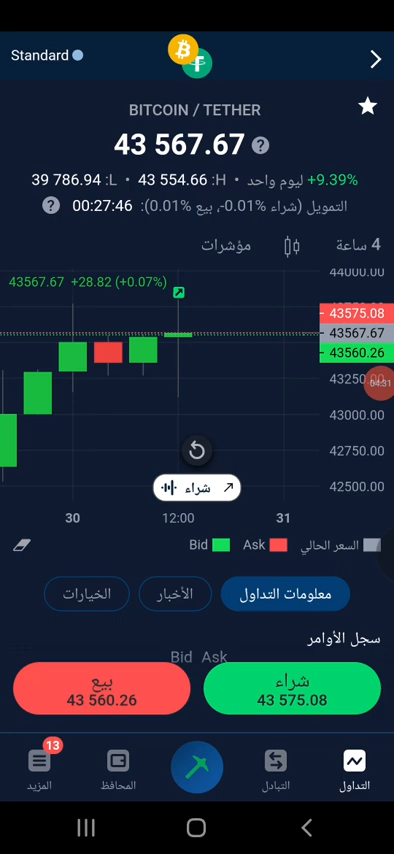 Standard
BITCOIN / TETHER
43 567.67
39 786.94 :L • 43 554.66 :H • ليوم واحد +9.39%
التمويل (شراء %0.01-، بيع %0.01): 00:27:46
مؤشرات
4 ساعة
43567.67 +28.82 (+0.07%)
44000.00
43575.08
43567.67
43560.26
43250
04:31
43000.00
42750.00
42500.00
شراء
30 12:00 31
Bid Ask السعر الحالي
معلومات التداول
الأخبار
الخيارات
سجل الأوامر
Bid Ask
شراء
43 575.08
بيع
43 560.26
13
التداول
التبادل
المحافظ
المزيد